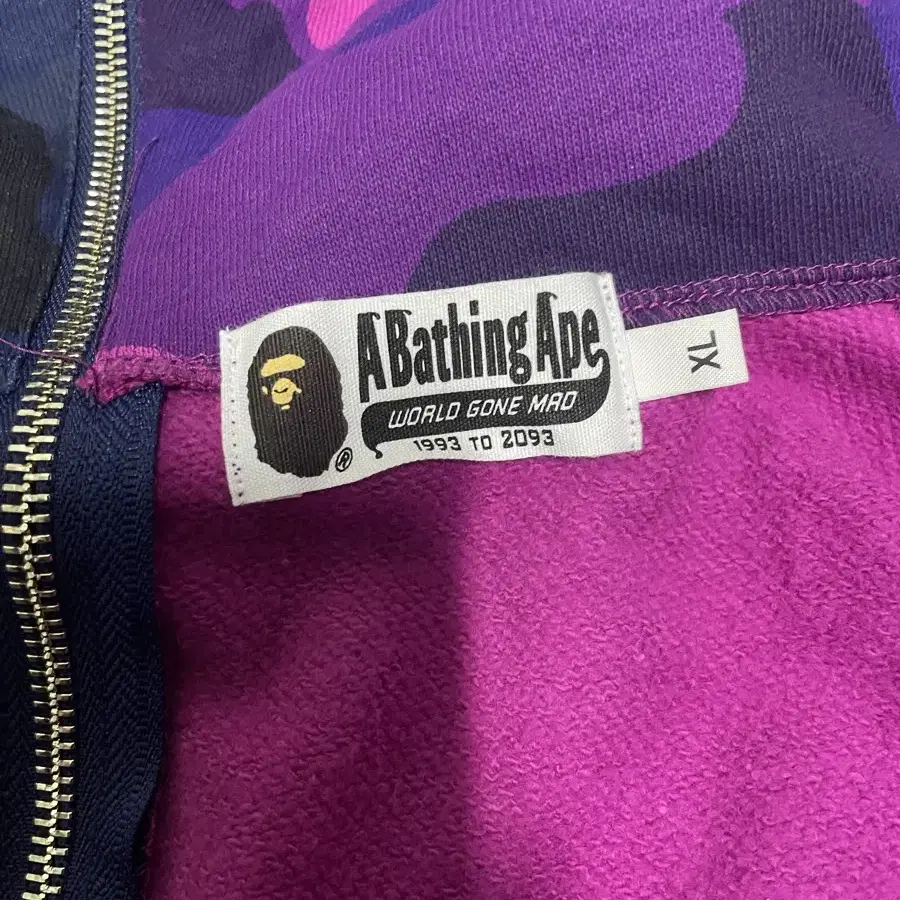 A Bathing Ape
WORLD GONE MAD
1993 TO 2093
®
XL